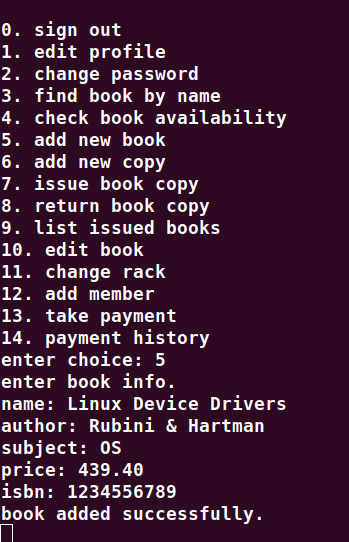 0. sign out
1. edit profile
2. change password
3. find book by name
4. check book availability
5. add new book
6. add new copy
7. issue book copy
8. return book copy
9. list issued books
10. edit book
11. change rack
12. add member
13. take payment
14. payment history
enter choice: 5
enter book info.
name: Linux Device Drivers
author: Rubini & Hartman
subject: OS
price: 439.40
isbn: 1234556789
book added successfully.